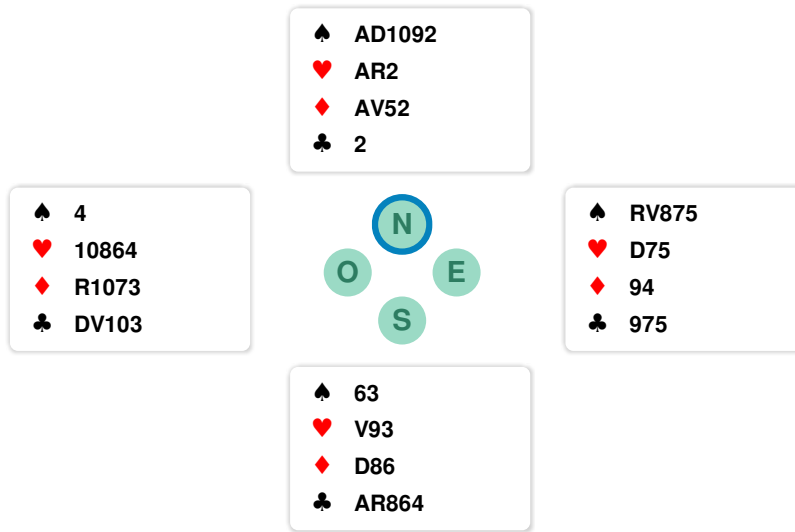 ♠ AD1092
♥ AR2
♦ AV52
♣ 2
♠ 4
♥ 10864
♦ R1073
♣ DV103
N
O E
S
♠ RV875
♥ D75
♦ 94
♣ 975
♠ 63
♥ V93
♦ D86
♣ AR864